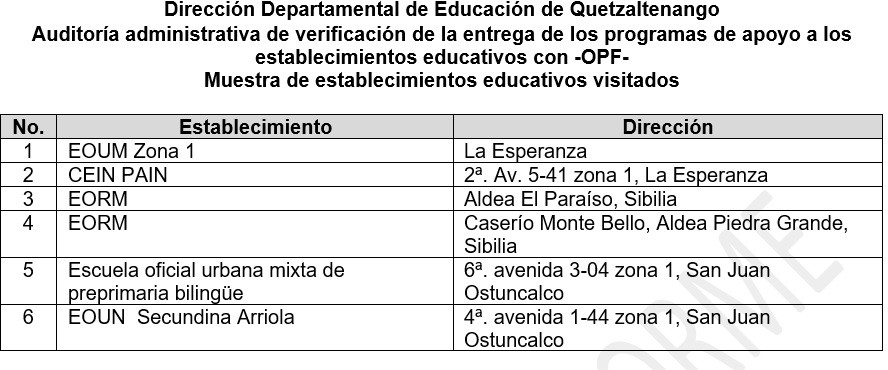 Dirección Departamental de Educación de Quetzaltenango
Auditoría administrativa de verificación de la entrega de los programas de apoyo a los
establecimientos educativos con -OPF-
Muestra de establecimientos educativos visitados
No. Establecimiento Dirección
1 EOUM Zona 1 La Esperanza
2 CEIN PAIN 2ª. Av. 5-41 zona 1, La Esperanza
3 EORM Aldea El Paraíso, Sibilia
4 EORM Caserío Monte Bello, Aldea Piedra Grande,
Sibilia
5 Escuela oficial urbana mixta de 6ª. avenida 3-04 zona 1, San Juan
preprimaria bilingüe Ostuncalco
6 EOUN  Secundina Arriola 4ª. avenida 1-44 zona 1, San Juan
Ostuncalco
ORME